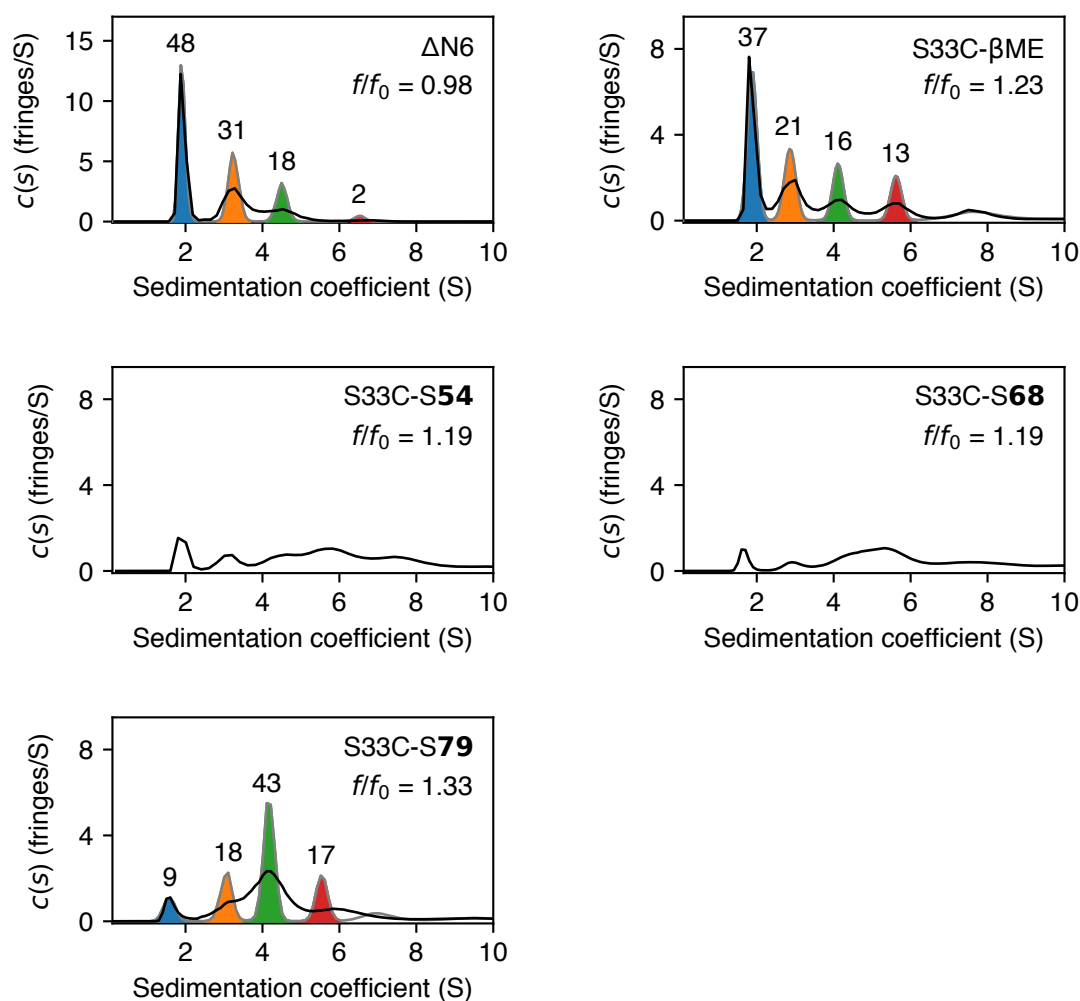 ΔN6
f/f0 = 0.98
48
31
18
2
15
10
5
0
c(s) (fringes/S)
2 4 6 8 10
Sedimentation coefficient (S)
S33C-βME
f/f0 = 1.23
37
21
16
13
8
4
0
c(s) (fringes/S)
2 4 6 8 10
Sedimentation coefficient (S)
S33C-S54
f/f0 = 1.19
8
4
0
c(s) (fringes/S)
2 4 6 8 10
Sedimentation coefficient (S)
S33C-S68
f/f0 = 1.19
8
4
0
c(s) (fringes/S)
2 4 6 8 10
Sedimentation coefficient (S)
S33C-S79
f/f0 = 1.33
9
18
43
17
8
4
0
c(s) (fringes/S)
2 4 6 8 10
Sedimentation coefficient (S)